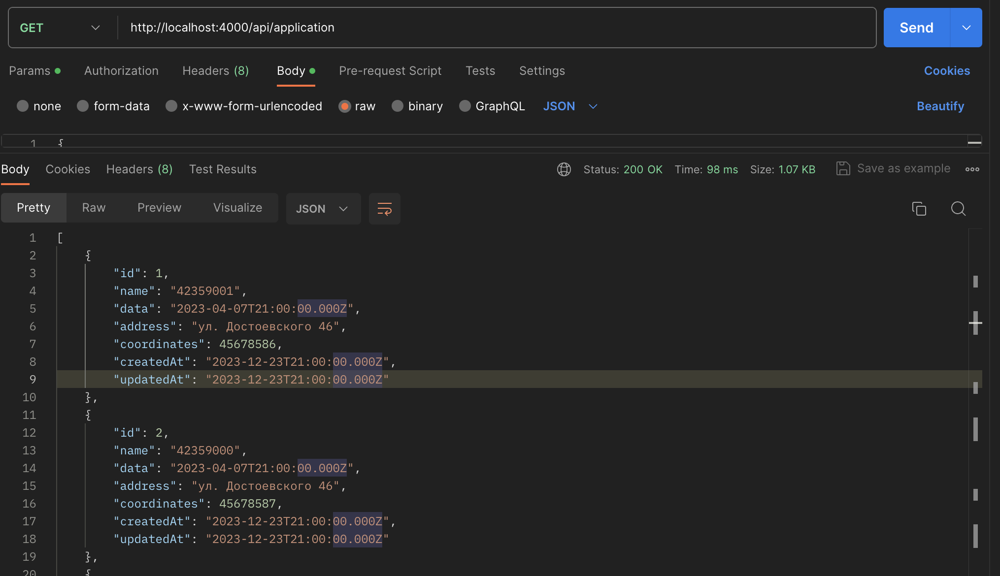 GET http://localhost:4000/api/application Send
Params Authorization Headers (8) Body Pre-request Script Tests Settings Cookies
none form-data x-www-form-urlencoded raw binary GraphQL JSON Beautify
1 {
Body Cookies Headers (8) Test Results Status: 200 OK Time: 98 ms Size: 1.07 KB Save as example
Pretty Raw Preview Visualize JSON
1 [
2 {
3 "id": 1,
4 "name": "42359001",
5 "data": "2023-04-07T21:00:00.000Z",
6 "address": "ул. Достоевского 46",
7 "coordinates": 45678586,
8 "createdAt": "2023-12-23T21:00:00.000Z",
9 "updatedAt": "2023-12-23T21:00:00.000Z"
10 },
11 {
12 "id": 2,
13 "name": "42359000",
14 "data": "2023-04-07T21:00:00.000Z",
15 "address": "ул. Достоевского 46",
16 "coordinates": 45678587,
17 "createdAt": "2023-12-23T21:00:00.000Z",
18 "updatedAt": "2023-12-23T21:00:00.000Z"
19 },
20 {